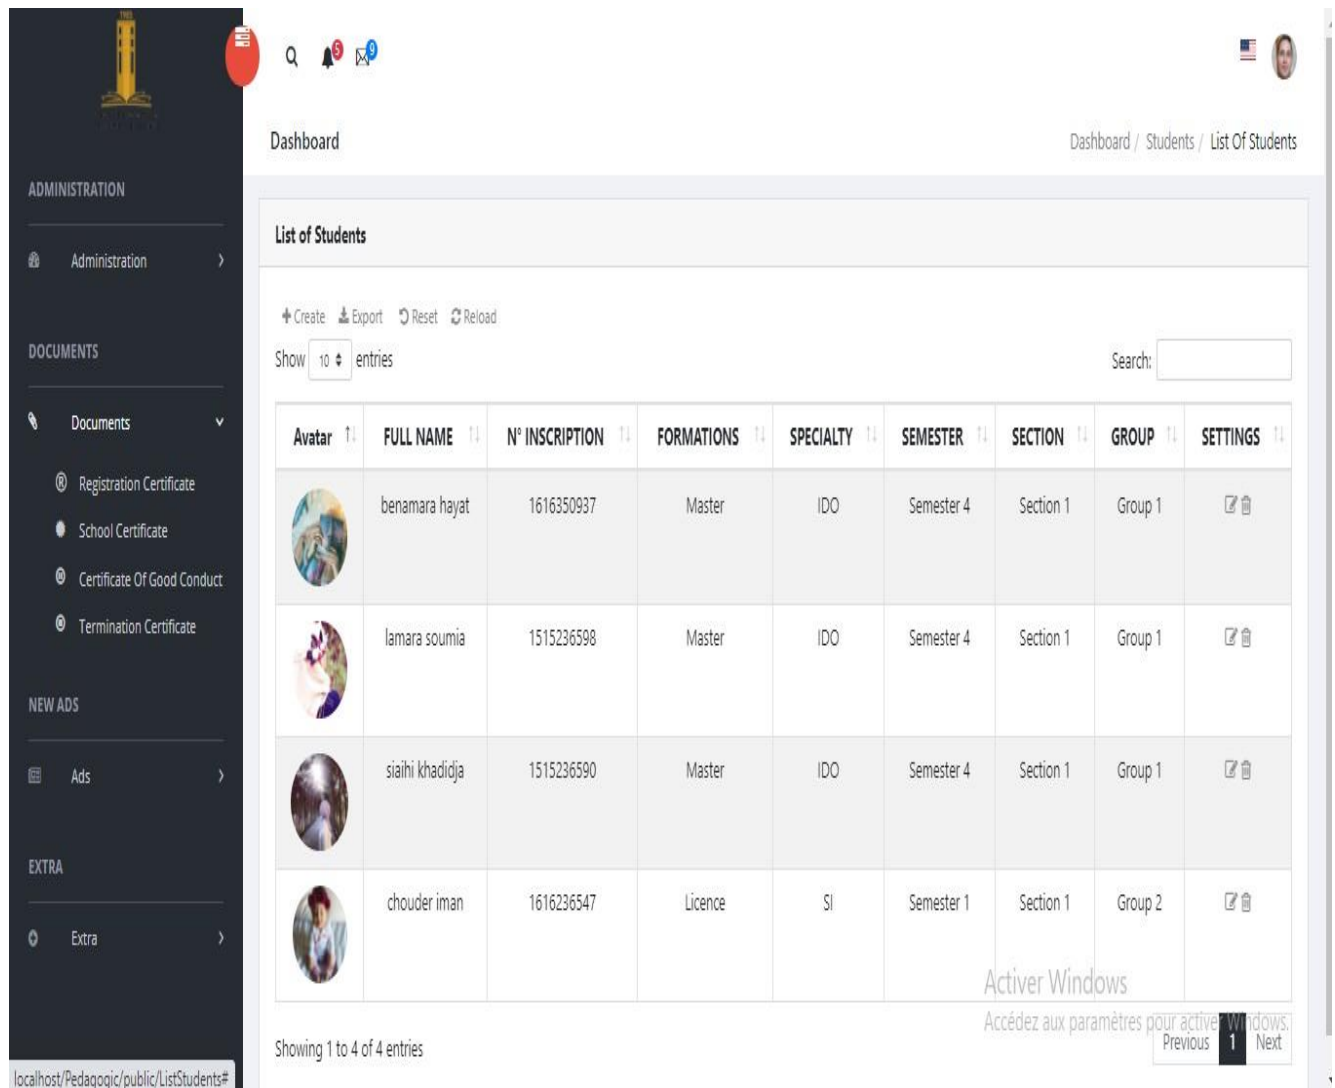 1985
5
9
Dashboard
Dashboard / Students / List Of Students
ADMINISTRATION
Administration
DOCUMENTS
Documents
Registration Certificate
School Certificate
Certificate Of Good Conduct
Termination Certificate
NEW ADS
Ads
EXTRA
Extra
List of Students
Create Export Reset Reload
Show 10 entries
Search:
Avatar FULL NAME N° INSCRIPTION FORMATIONS SPECIALTY SEMESTER SECTION GROUP SETTINGS
benamara hayat 1616350937 Master IDO Semester 4 Section 1 Group 1
lamara soumia 1515236598 Master IDO Semester 4 Section 1 Group 1
siaihi khadidja 1515236590 Master IDO Semester 4 Section 1 Group 1
chouder iman 1616236547 Licence SI Semester 1 Section 1 Group 2
Activer Windows
Accédez aux paramètres pour activer Windows.
Showing 1 to 4 of 4 entries
Previous 1 Next
localhost/Pedagogic/public/ListStudents#